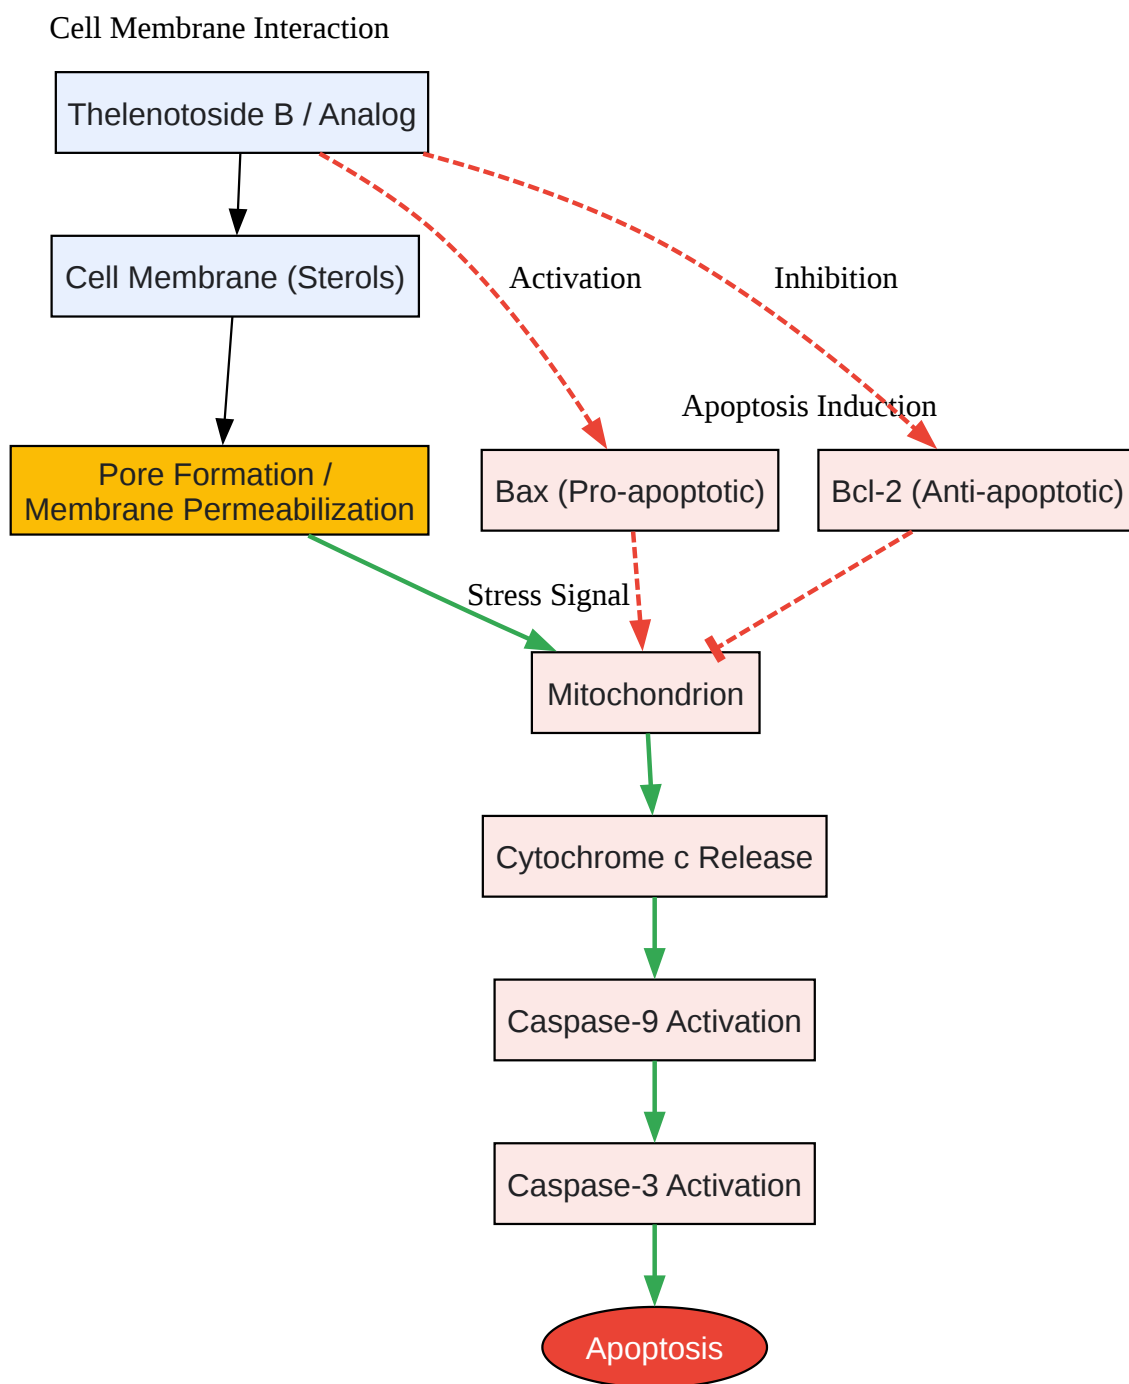 Cell Membrane Interaction
Thelenotoside B / Analog
Cell Membrane (Sterols)
Activation
Inhibition
Apoptosis Induction
Pore Formation /
Membrane Permeabilization
Bax (Pro-apoptotic)
Bcl-2 (Anti-apoptotic)
Stress Signal
Mitochondrion
Cytochrome c Release
Caspase-9 Activation
Caspase-3 Activation
Apoptosis